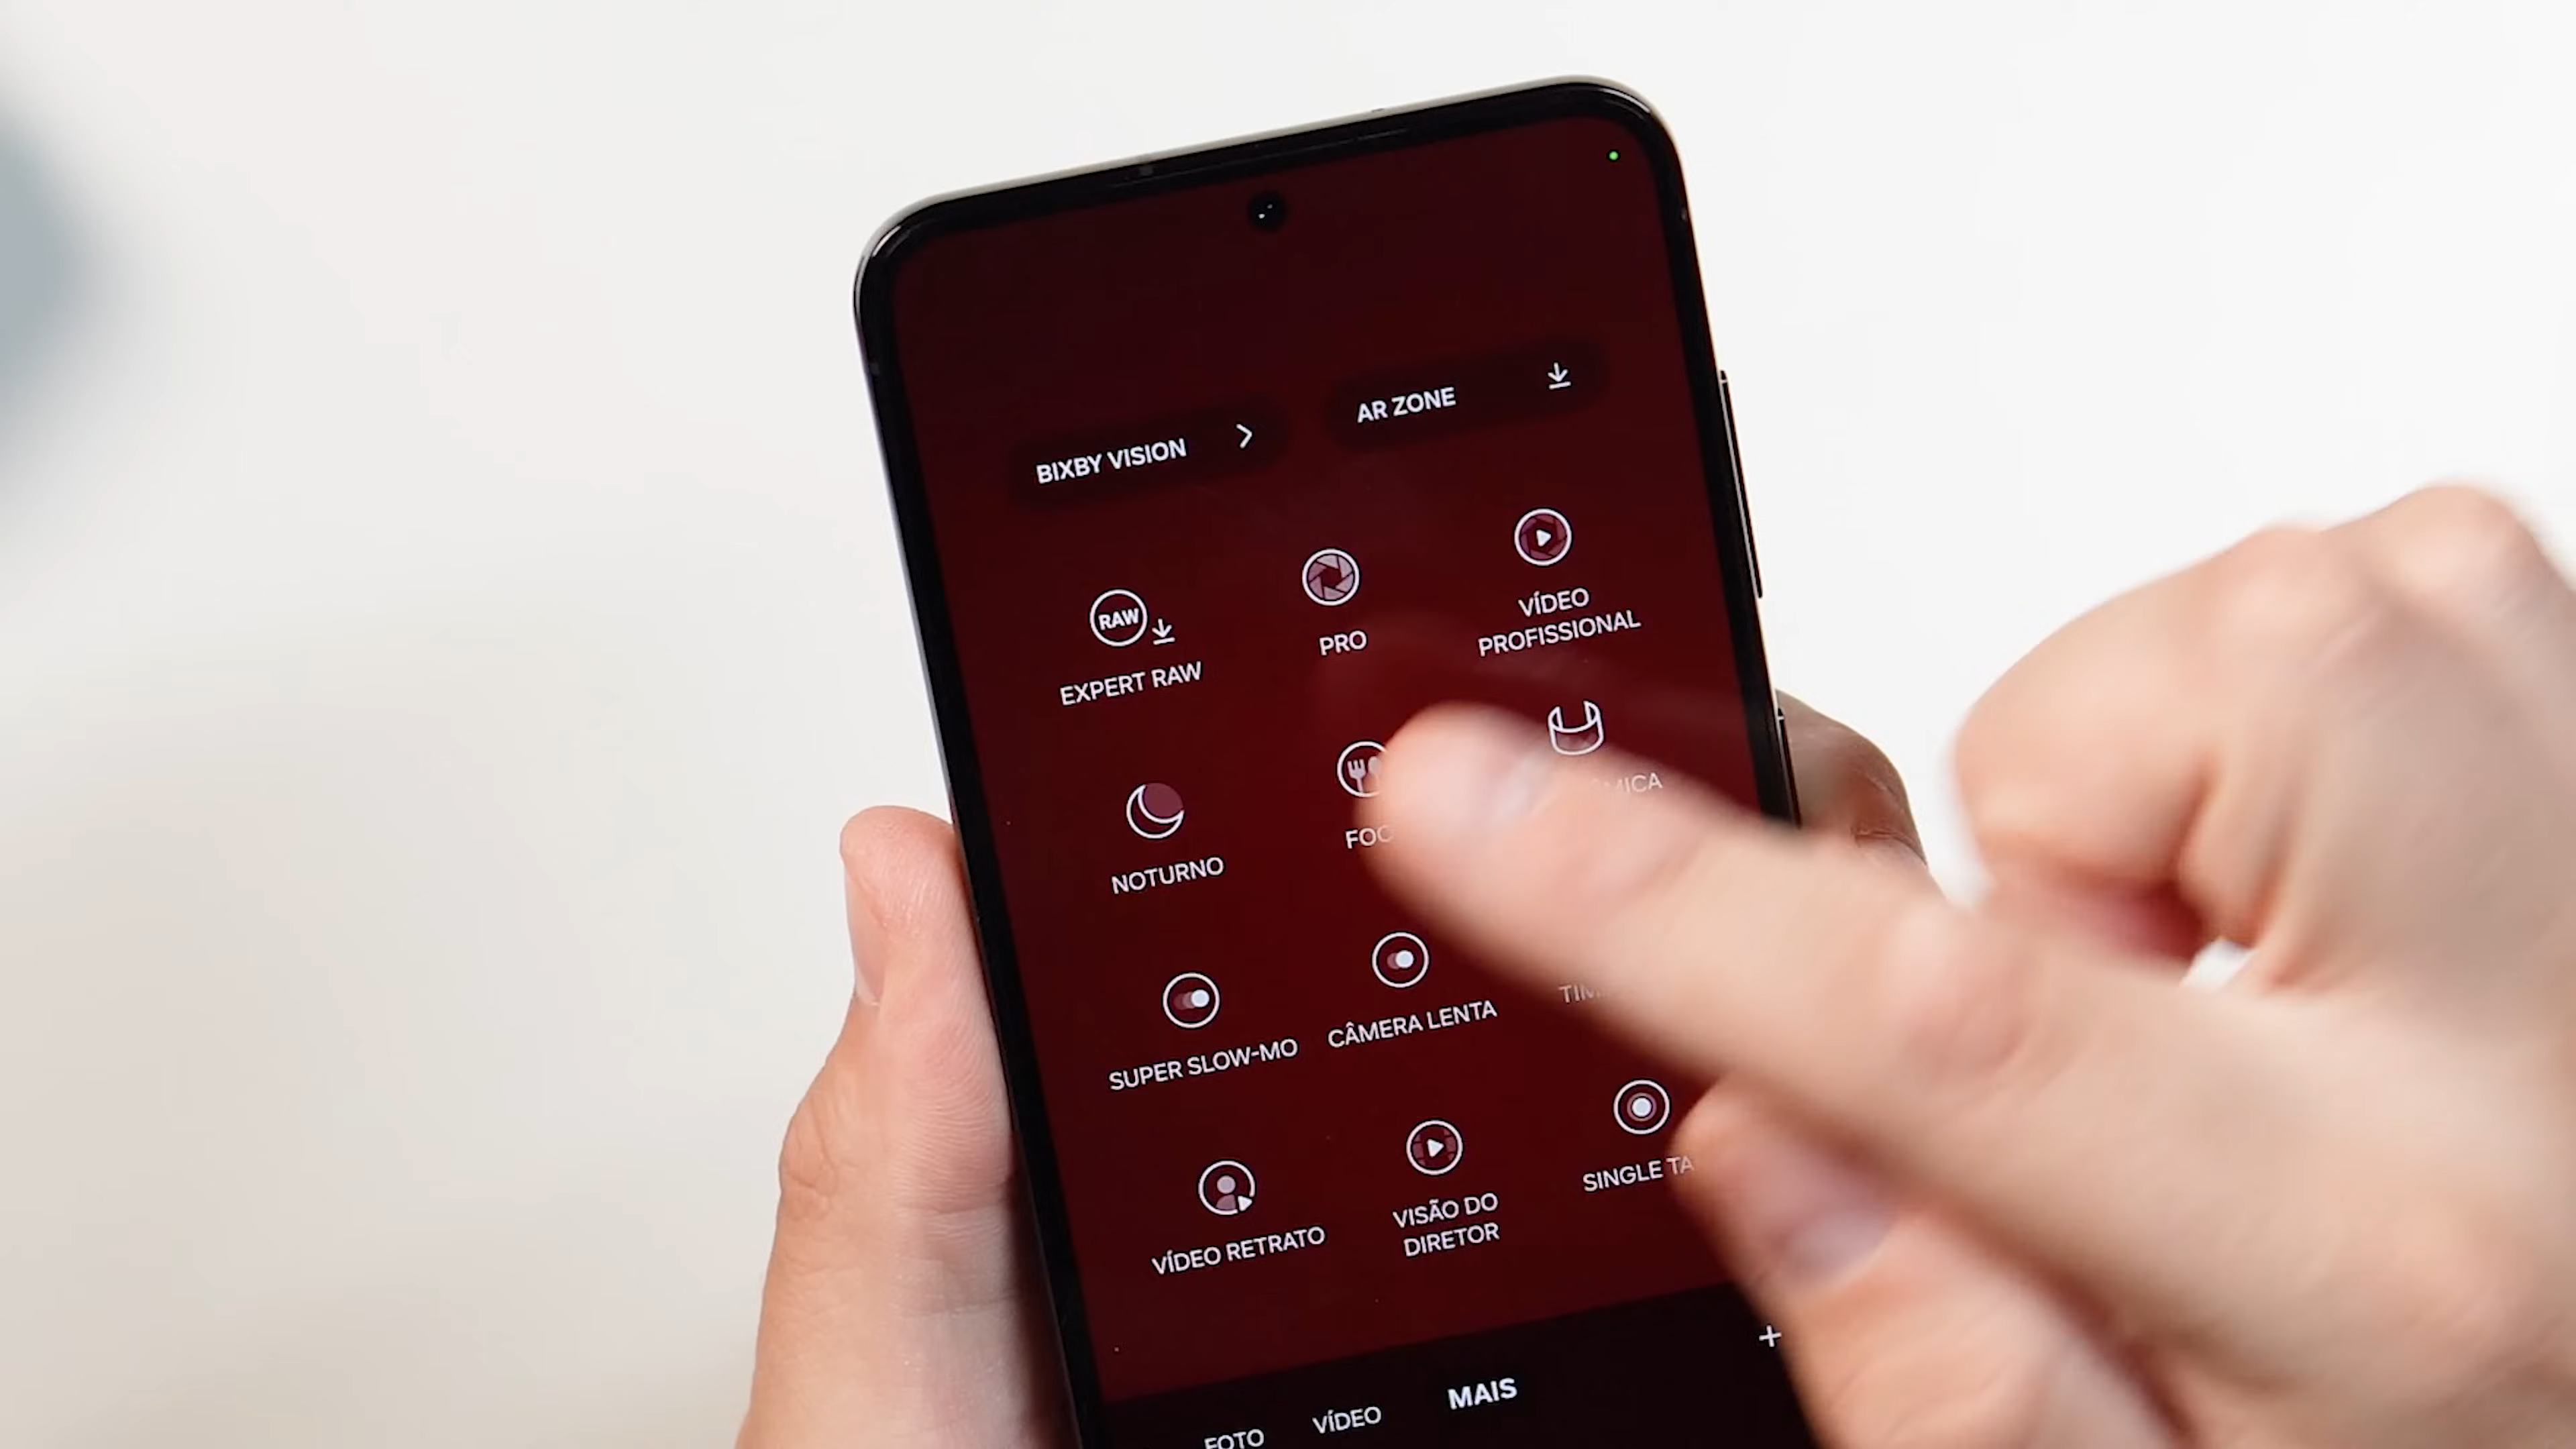 BIXBY VISION
AR ZONE
RAW
EXPERT RAW
PRO
VÍDEO
PROFISSIONAL
NOTURNO
SUPER SLOW-MO
CÂMERA LENTA
VÍDEO RETRATO
VISÃO DO
DIRETOR
SINGLE
FOTO
VÍDEO
MAIS